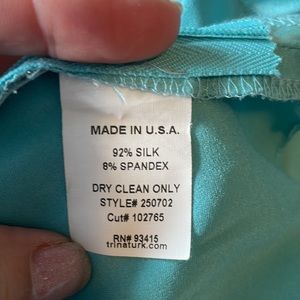 MADE IN U.S.A.
92% SILK
8% SPANDEX
DRY CLEAN ONLY
STYLE# 250702
Cut# 102765
RN# 93415
trinaturk.com